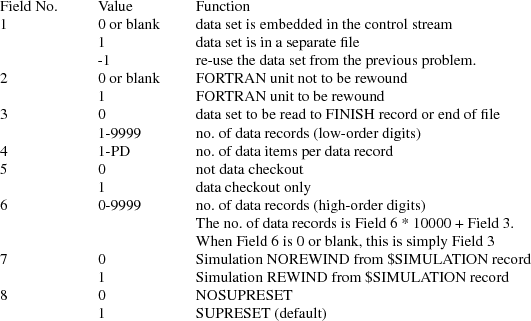 Field No. Value Function
1 0 or blank data set is embedded in the control stream
1 data set is in a separate file
-1 re-use the data set from the previous problem.
2 0 or blank FORTRAN unit not to be rewound
1 FORTRAN unit to be rewound
3 0 data set to be read to FINISH record or end of file
1-9999 no. of data records (low-order digits)
4 1-PD no. of data items per data record
5 0 not data checkout
1 data checkout only
6 0-9999 no. of data records (high-order digits)
The no. of data records is Field 6 * 10000 + Field 3.
When Field 6 is 0 or blank, this is simply Field 3
7 0 Simulation NOREWIND from $SIMULATION record
1 Simulation REWIND from $SIMULATION record
8 0 NOSUPRESET
1 SUPRESET (default)